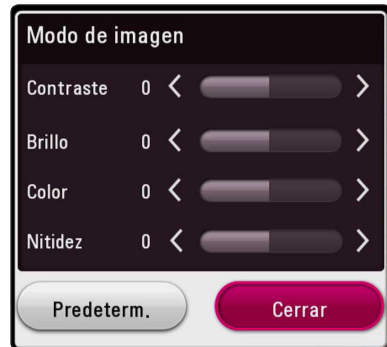 Modo de imagen
Contraste 0
Brillo 0
Color 0
Nitidez 0
Predeterm. Cerrar